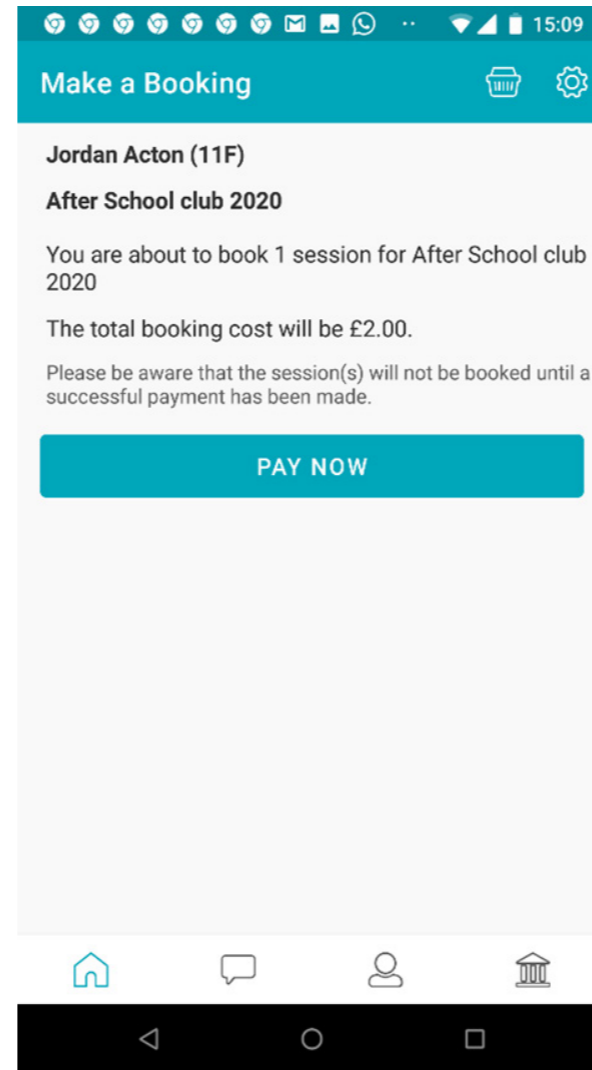 15:09
Make a Booking
Jordan Acton (11F)
After School club 2020
You are about to book 1 session for After School club
2020
The total booking cost will be £2.00.
Please be aware that the session(s) will not be booked until a
successful payment has been made.
PAY NOW